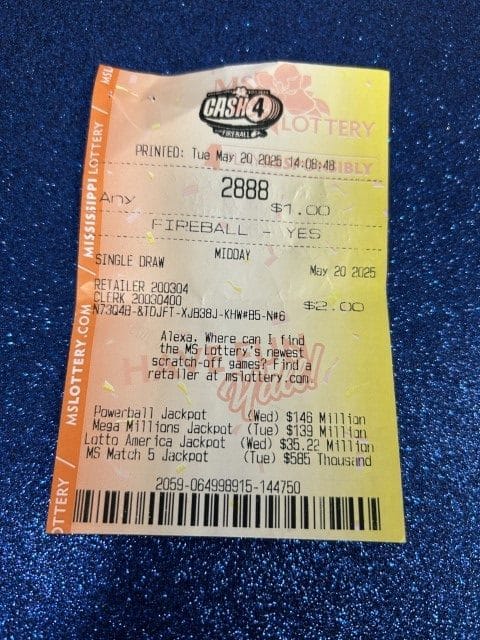 CASH 4
FIREBALL
MS LOTTERY
PRINTED: Tue May 20 2025 14:08:48
2888
Any $1.00
FIREBALL - YES
MIDDAY
SINGLE DRAW May 20 2025
RETAILER 200304
CLERK 20030400 $2.00
N73Q4B-&TDJFT-XJB38J-KHW#B5-N#6
Alexa, Where can I find
the MS Lottery's newest
scratch-off games? Find a
retailer at mslottery.com
Y'all!
Powerball Jackpot (Wed) $146 Million
Mega Millions Jackpot (Tue) $139 Million
Lotto America Jackpot (Wed) $35.22 Million
MS Match 5 Jackpot (Tue) $585 Thousand
2059-064998915-144750
OTTERY / MSLOTTERY.COM / MISSISSIPPI LOTTERY / MSL